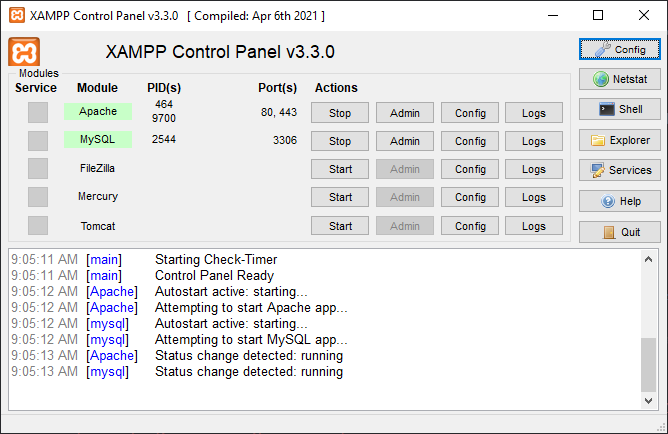 XAMPP Control Panel v3.3.0 [ Compiled: Apr 6th 2021 ]
XAMPP Control Panel v3.3.0
Config
Modules
Service Module PID(s) Port(s) Actions
Netstat
Apache 464 9700 80, 443 Stop Admin Config Logs
Shell
MySQL 2544 3306 Stop Admin Config Logs
Explorer
FileZilla Start Admin Config Logs
Services
Mercury Start Admin Config Logs
Help
Tomcat Start Admin Config Logs
Quit
9:05:11 AM [main] Starting Check-Timer
9:05:11 AM [main] Control Panel Ready
9:05:12 AM [Apache] Autostart active: starting...
9:05:12 AM [Apache] Attempting to start Apache app...
9:05:12 AM [mysql] Autostart active: starting...
9:05:12 AM [mysql] Attempting to start MySQL app...
9:05:13 AM [Apache] Status change detected: running
9:05:13 AM [mysql] Status change detected: running